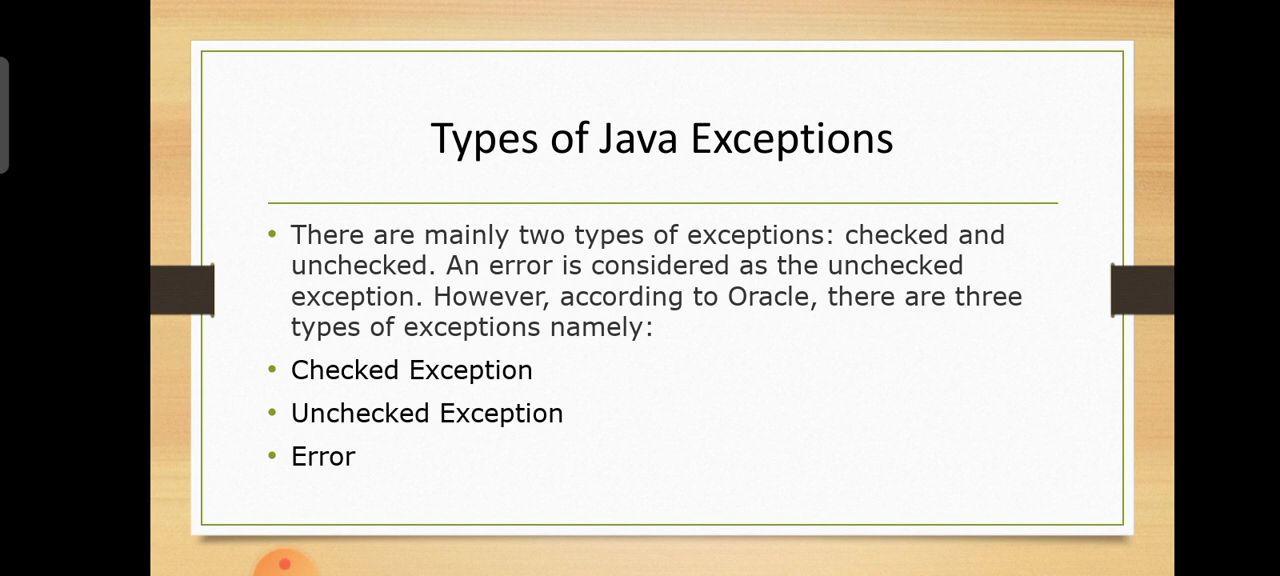 Types of Java Exceptions
• There are mainly two types of exceptions: checked and
unchecked. An error is considered as the unchecked
exception. However, according to Oracle, there are three
types of exceptions namely:
• Checked Exception
• Unchecked Exception
• Error